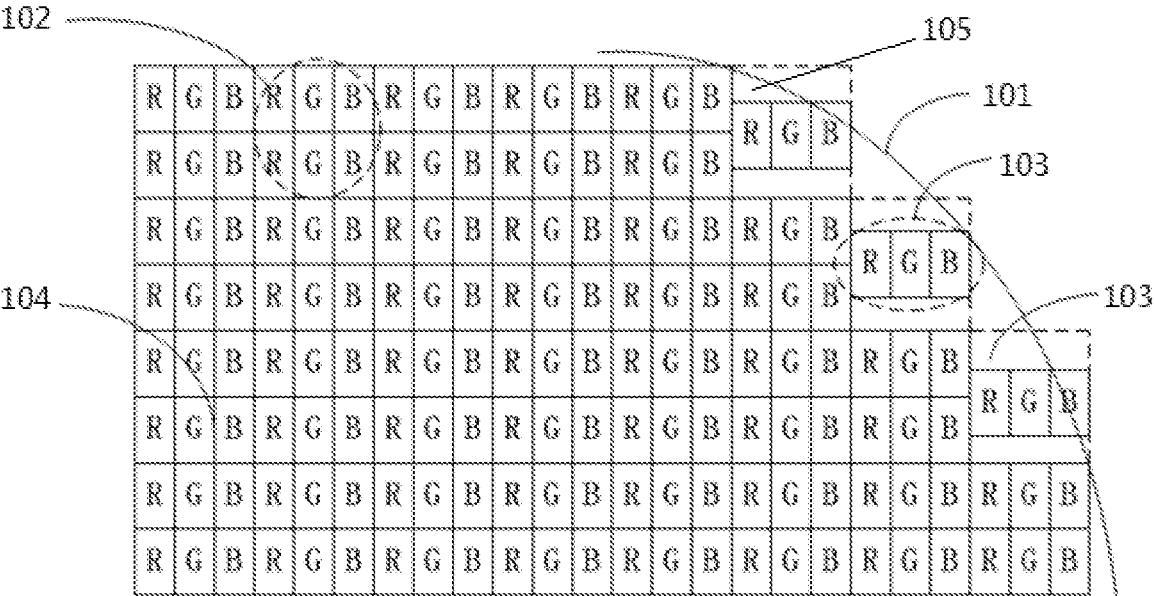 102
105
R G B R G B R G B R G B R G B
101
R G B
R G B R G B R G B R G B R G B
103
R G B R G B R G B R G B R G B R G B
R G B
R G B R G B R G B R G B R G B R G B
104
103
R G B R G B R G B R G B R G B R G B R G B
R G B
R G B R G B R G B R G B R G B R G B R G B
R G B R G B R G B R G B R G B R G B R G B R G B
R G B R G B R G B R G B R G B R G B R G B R G B